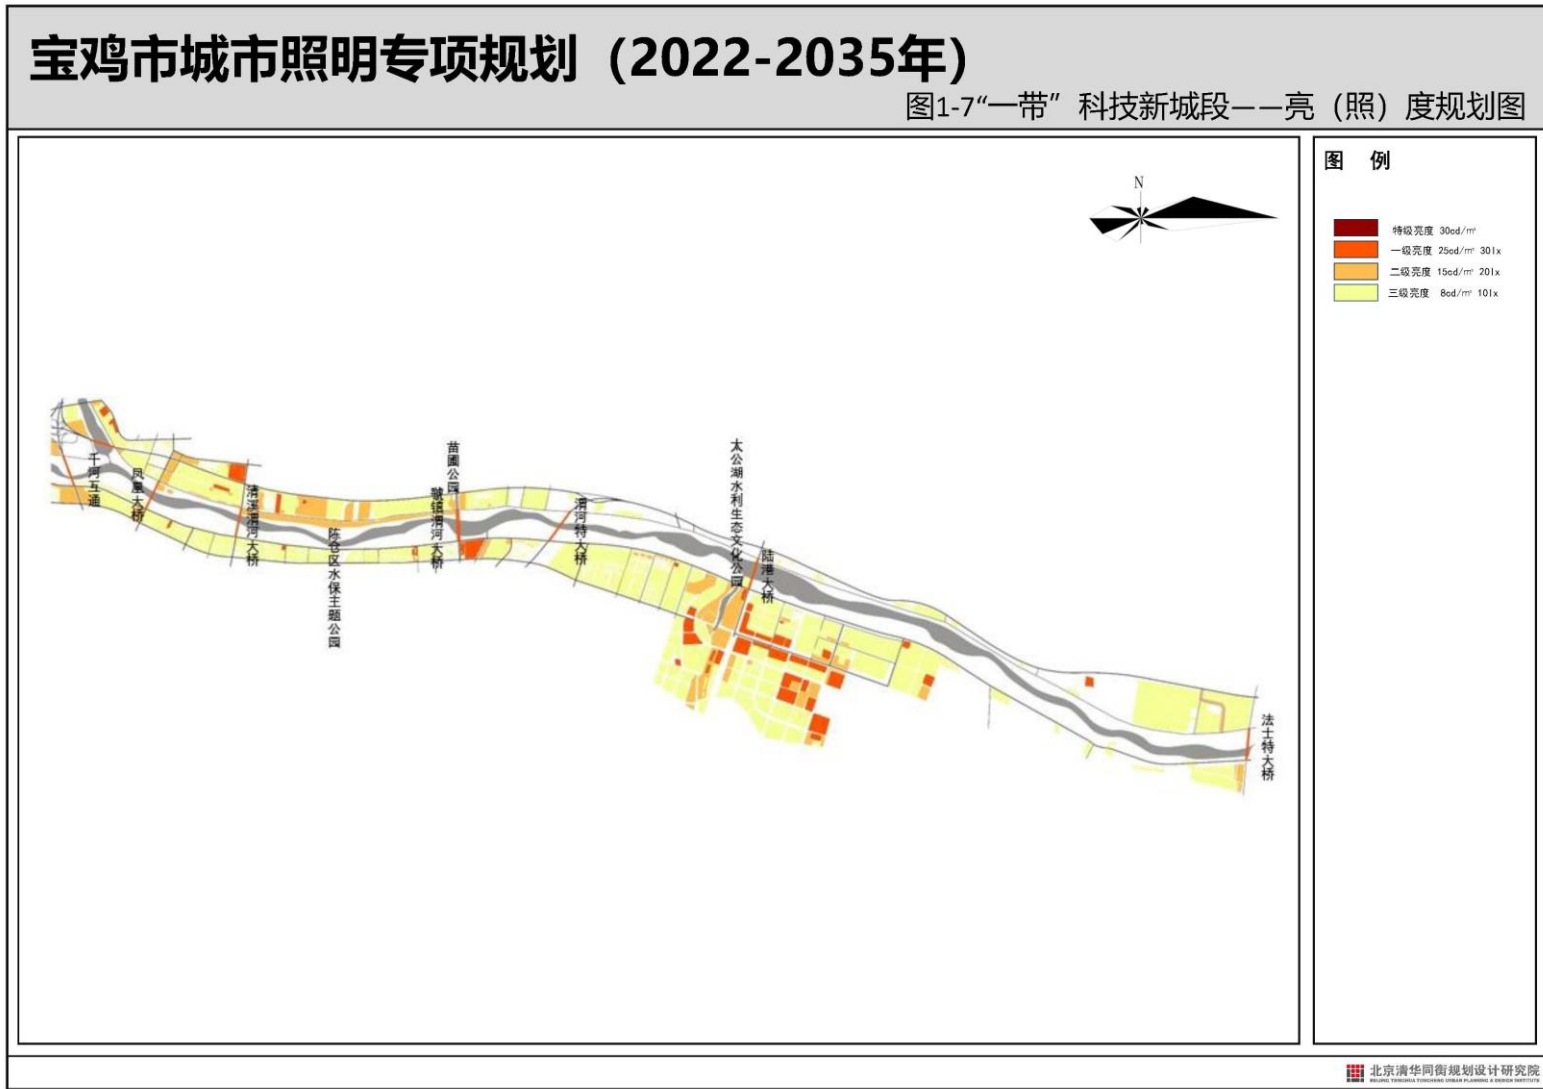 宝鸡市城市照明专项规划（2022-2035年）
图1-7“一带” 科技新城段——亮（照）度规划图
图 例
N
特级亮度 30cd/㎡
一级亮度 25cd/㎡ 30lx
二级亮度 15cd/㎡ 20lx
三级亮度 8cd/㎡ 10lx
千河互通
凤凰大桥
清溪渭河大桥
陈仓区水保主题公园
苗圃公园
虢镇渭河大桥
渭河特大桥
太公湖水利生态文化公园
陆港大桥
法士特大桥
北京清华同衡规划设计研究院
BEIJING TSINGHUA TONGHENG URBAN PLANNING & DESIGN INSTITUTE